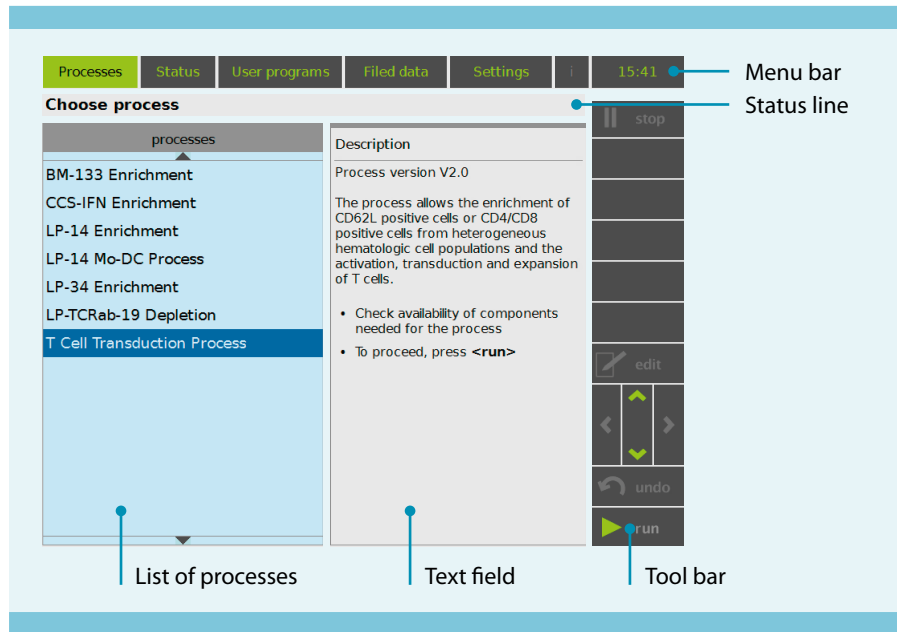 Processes Status User programs Filed data Settings i 15:41
Menu bar
Choose process
Status line
stop
processes
BM-133 Enrichment
CCS-IFN Enrichment
LP-14 Enrichment
LP-14 Mo-DC Process
LP-34 Enrichment
LP-TCRab-19 Depletion
T Cell Transduction Process
Description
Process version V2.0
The process allows the enrichment of
CD62L positive cells or CD4/CD8
positive cells from heterogeneous
hematologic cell populations and the
activation, transduction and expansion
of T cells.
• Check availability of components
needed for the process
• To proceed, press <run>
edit
undo
run
List of processes
Text field
Tool bar